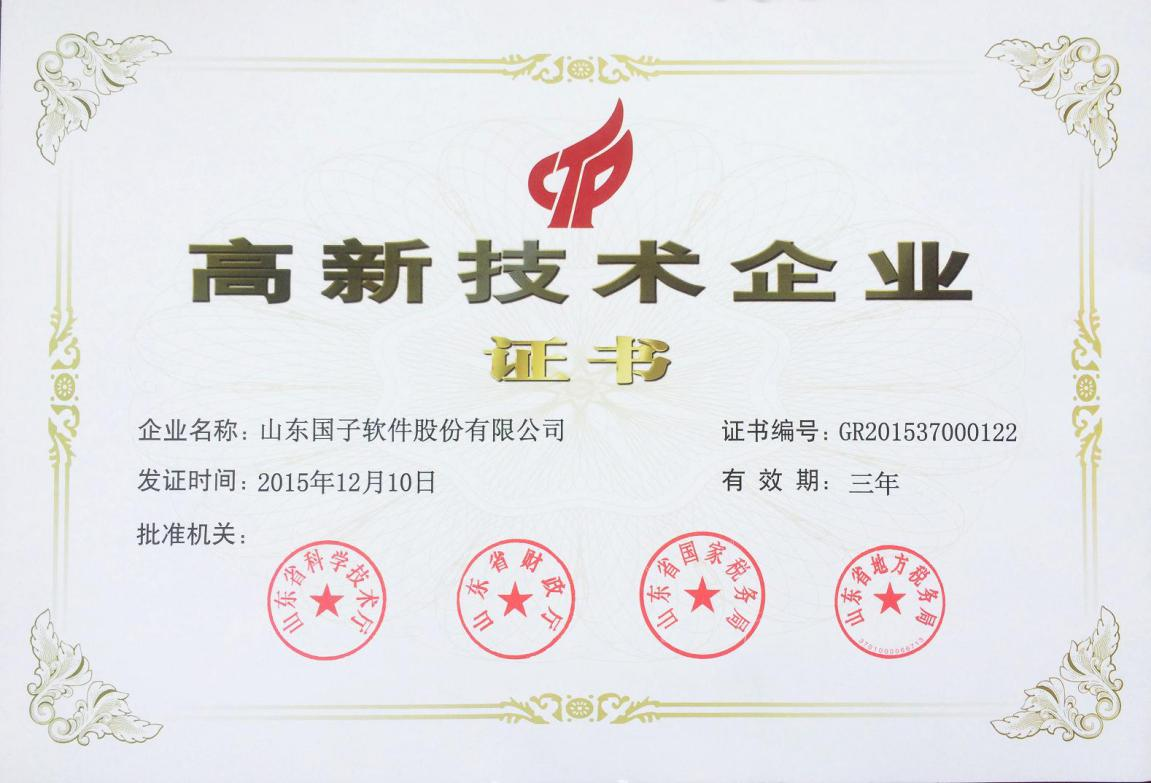 CTP
高新技术企业
证书
企业名称：山东国子软件股份有限公司
证书编号：GR201537000122
发证时间：2015年12月10日
有效期：三年
批准机关：
山东省科学技术厅
山东省财政厅
山东省国家税务局
山东省地方税务局